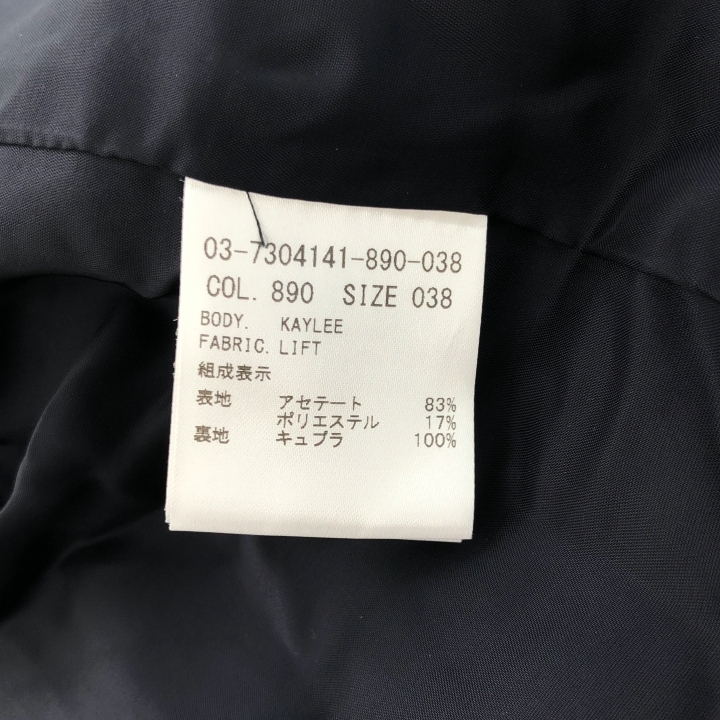 03-7304141-890-038
COL. 890 SIZE 038
BODY. KAYLEE
FABRIC. LIFT
組成表示
表地 アセテート 83%
ポリエステル 17%
裏地 キュプラ 100%